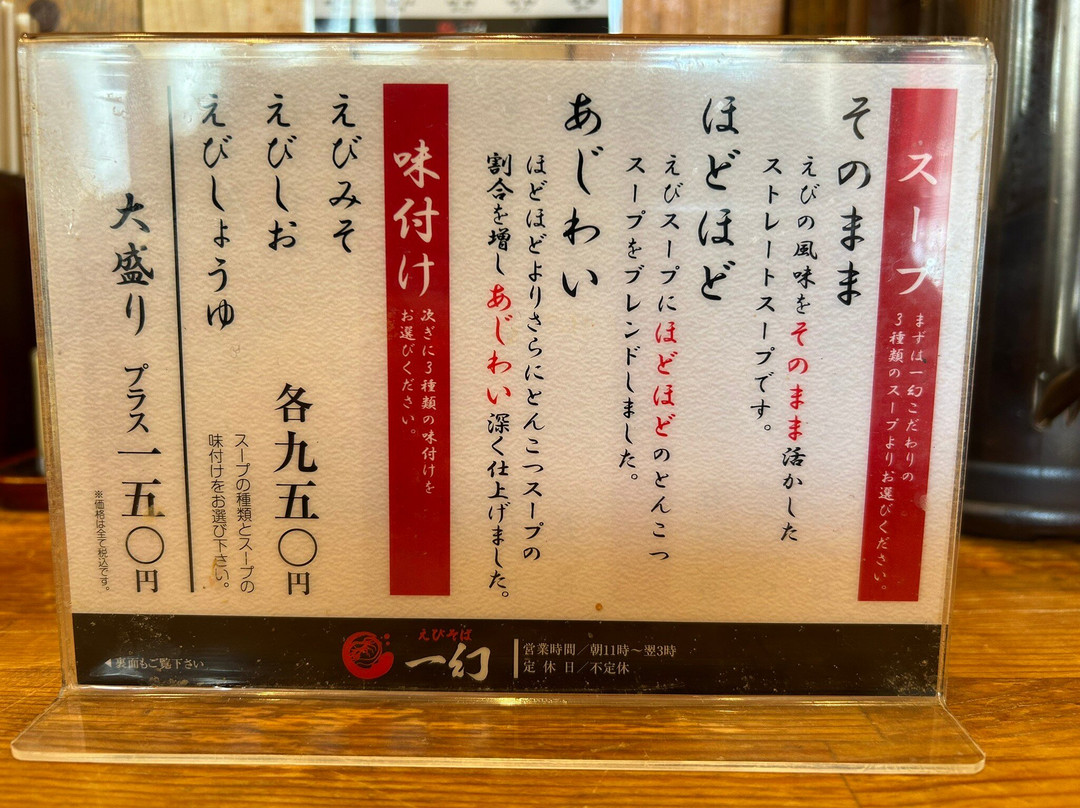 スープ
まずは一幻こだわりの
3種類のスープよりお選びください。
そのまま
えびの風味をそのまま活かした
ストレートスープです。
ほどほど
えびスープにほどほどのとんこつ
スープをブレンドしました。
あじわい
ほどほどよりさらにとんこつスープの
割合を増しあじわい深く仕上げました。
味付け
次ぎに3種類の味付けを
お選びください。
えびみそ
えびしお
えびしょうゆ
各九五〇円
スープの種類とスープの
味付けをお選び下さい。
大盛り プラス一五〇円
※価格は全て税込です。
◀裏面もご覧下さい
えびそば
一幻
営業時間／朝11時〜翌3時
定休日／不定休